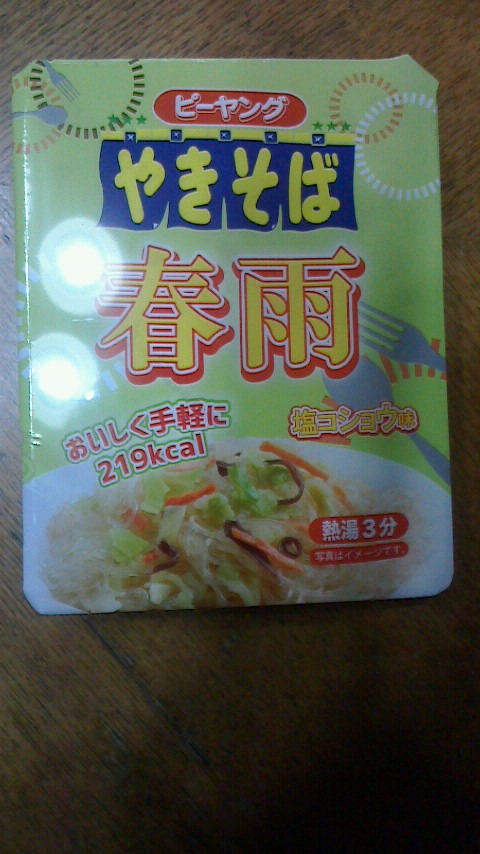 ピーヤング
やきそば
春雨
おいしく手軽に
219kcal
塩コショウ味
熱湯3分
写真はイメージです。